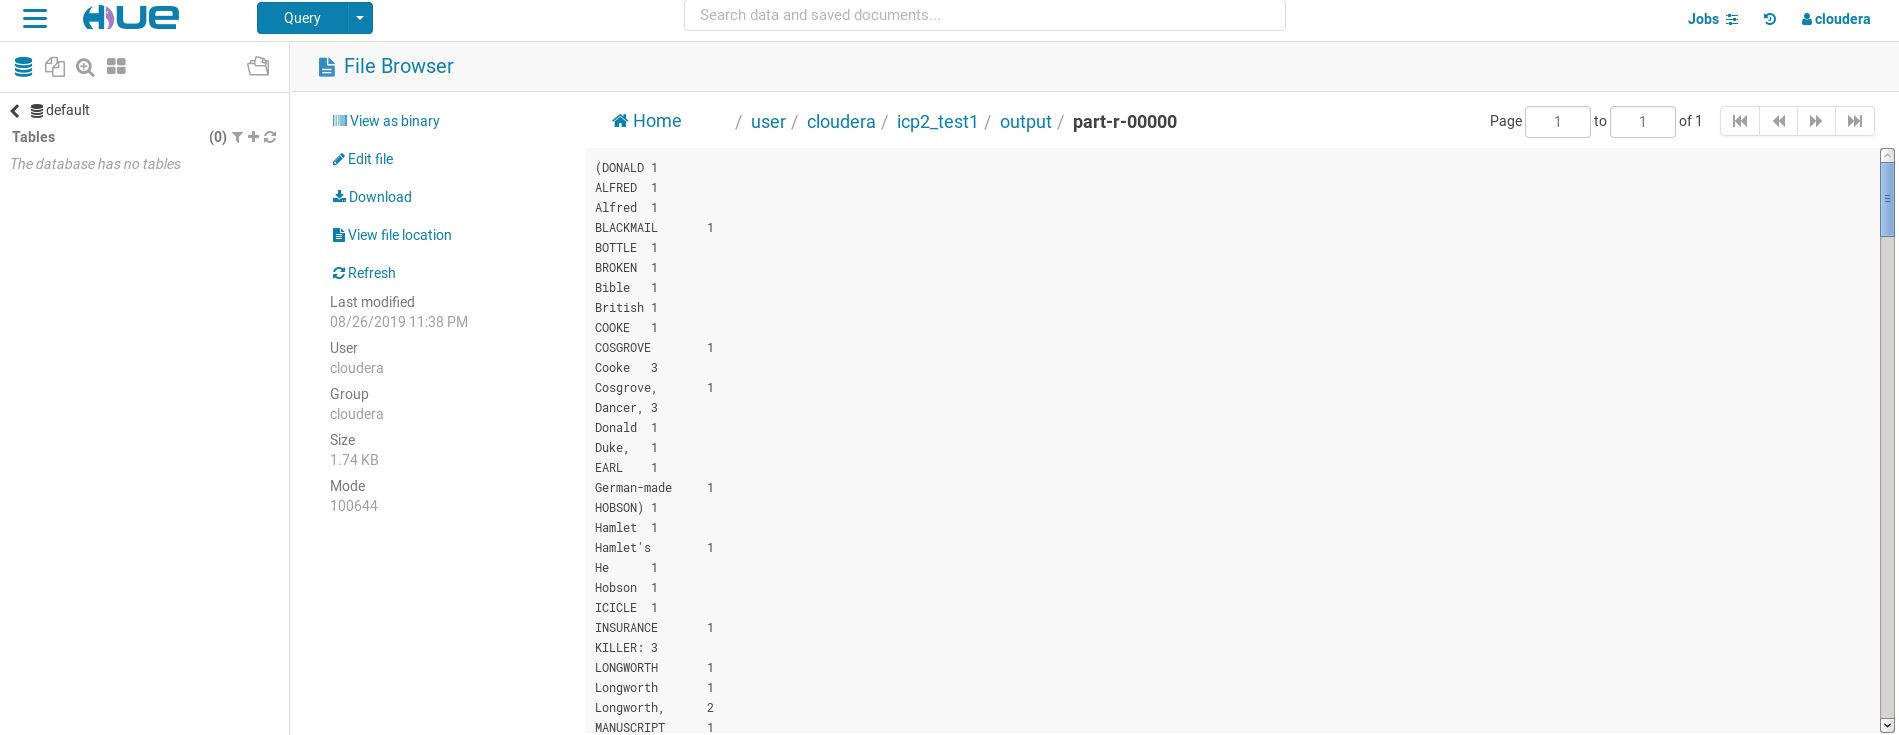 HUE
Query
Search data and saved documents...
Jobs
cloudera
File Browser
default
Tables (0)
The database has no tables
View as binary
Edit file
Download
View file location
Refresh
Last modified
08/26/2019 11:38 PM
User
cloudera
Group
cloudera
Size
1.74 KB
Mode
100644
Home / user / cloudera / icp2_test1 / output / part-r-00000
Page 1 to 1 of 1
(DONALD 1
ALFRED 1
Alfred 1
BLACKMAIL 1
BOTTLE 1
BROKEN 1
Bible 1
British 1
COOKE 1
COSGROVE 1
Cooke 3
Cosgrove, 1
Dancer, 3
Donald 1
Duke, 1
EARL 1
German-made 1
HOBSON) 1
Hamlet 1
Hamlet's 1
He 1
Hobson 1
ICICLE 1
INSURANCE 1
KILLER: 3
LONGWORTH 1
Longworth 1
Longworth, 2
MANUSCRIPT 1